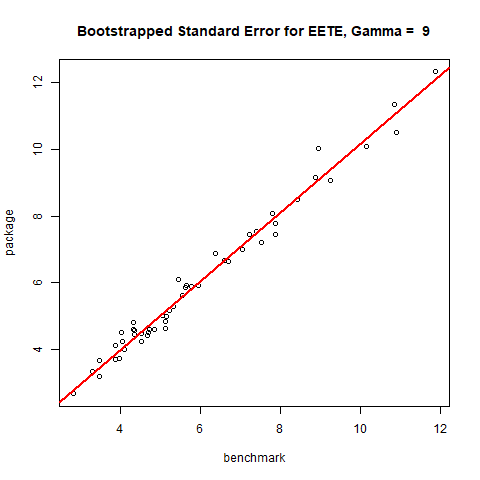 Bootstrapped Standard Error for EETE, Gamma =  9
12
10
8
6
4
package
4 6 8 10 12
benchmark